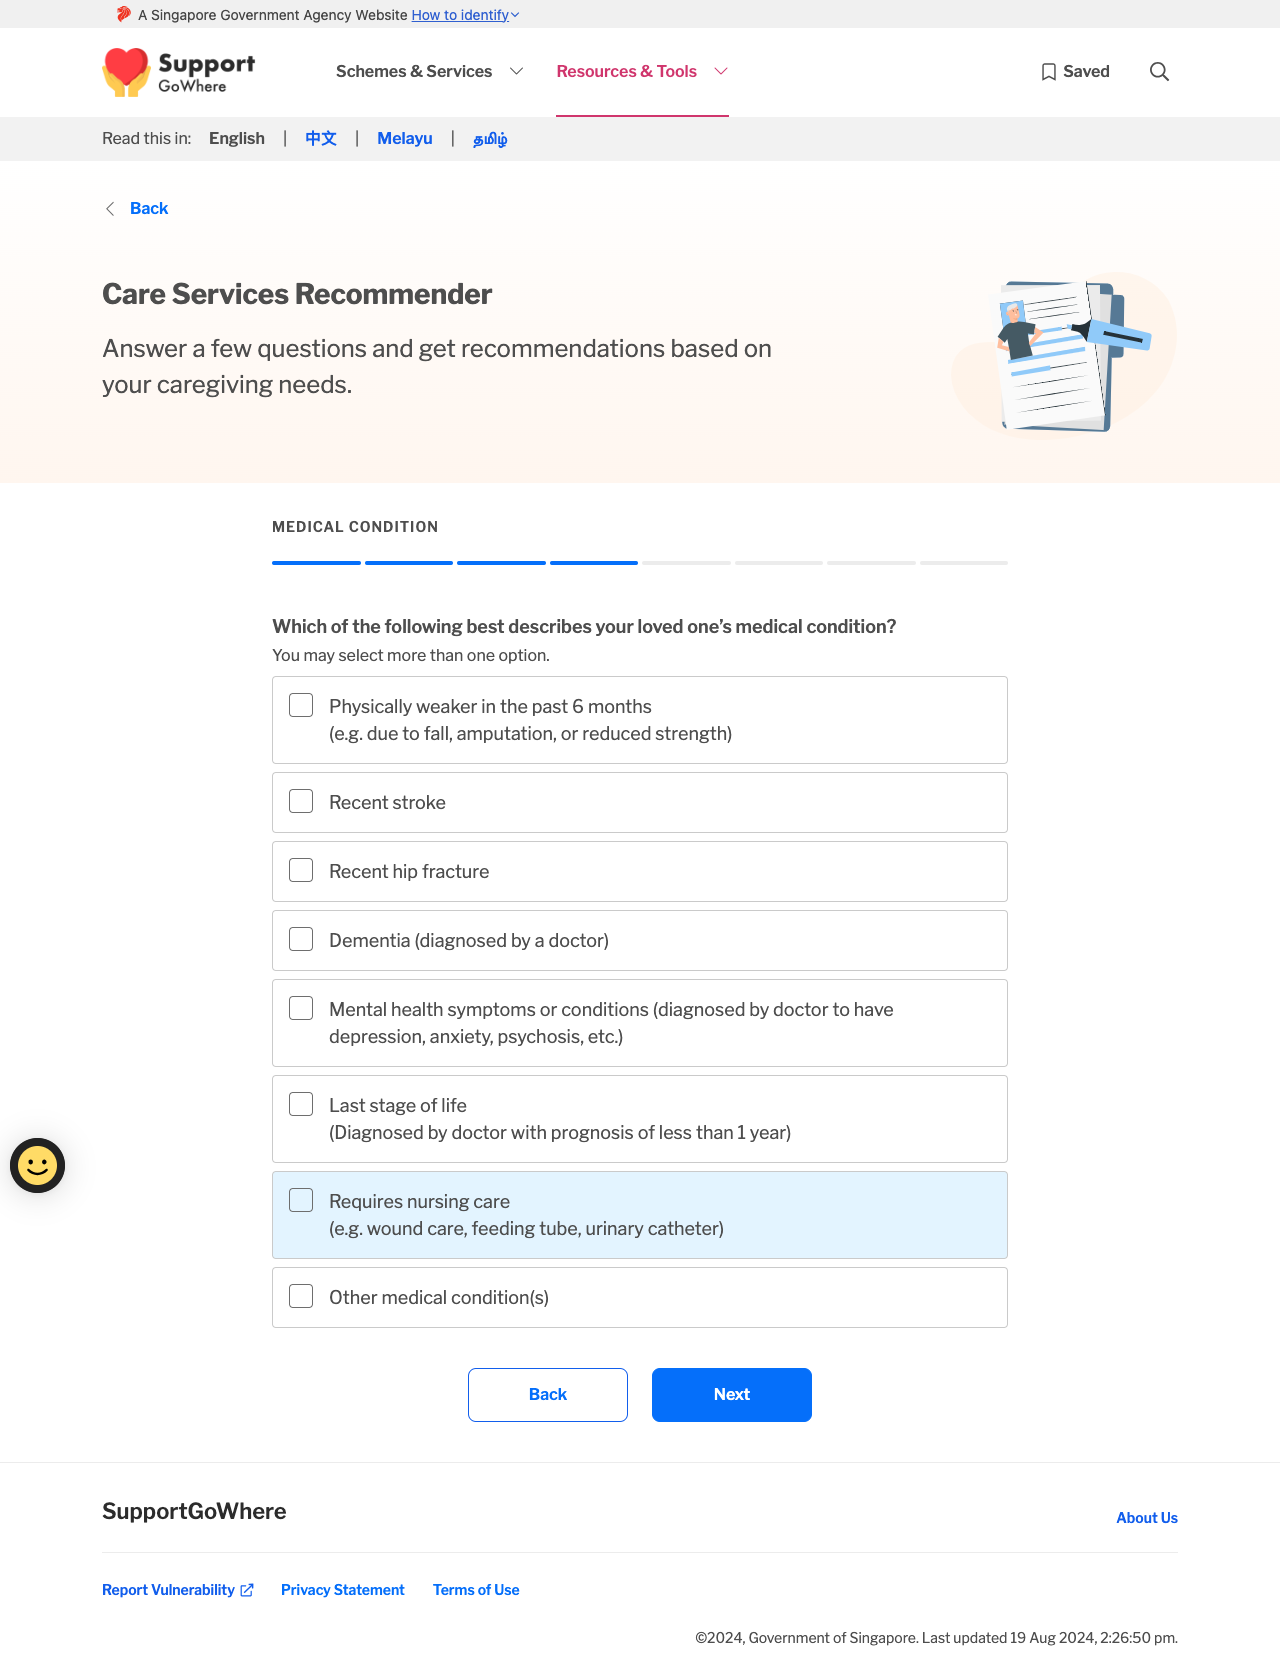 A Singapore Government Agency Website How to identify
Support
GoWhere
Schemes & Services
Resources & Tools
Saved
Read this in: English | 中文 | Melayu | தமிழ்
Back
Care Services Recommender
Answer a few questions and get recommendations based on
your caregiving needs.
MEDICAL CONDITION
Which of the following best describes your loved one’s medical condition?
You may select more than one option.
Physically weaker in the past 6 months
(e.g. due to fall, amputation, or reduced strength)
Recent stroke
Recent hip fracture
Dementia (diagnosed by a doctor)
Mental health symptoms or conditions (diagnosed by doctor to have
depression, anxiety, psychosis, etc.)
Last stage of life
(Diagnosed by doctor with prognosis of less than 1 year)
Requires nursing care
(e.g. wound care, feeding tube, urinary catheter)
Other medical condition(s)
Back
Next
SupportGoWhere
About Us
Report Vulnerability
Privacy Statement
Terms of Use
©2024, Government of Singapore. Last updated 19 Aug 2024, 2:26:50 pm.